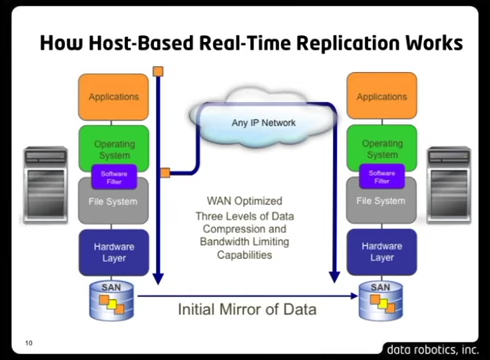 How Host-Based Real-Time Replication Works
Applications
Operating
System
Software
Filter
File System
Hardware
Layer
SAN
Any IP Network
WAN Optimized
Three Levels of Data
Compression and
Bandwidth Limiting
Capabilities
Initial Mirror of Data
Applications
Operating
System
Software
Filter
File System
Hardware
Layer
SAN
10
data robotics, inc.